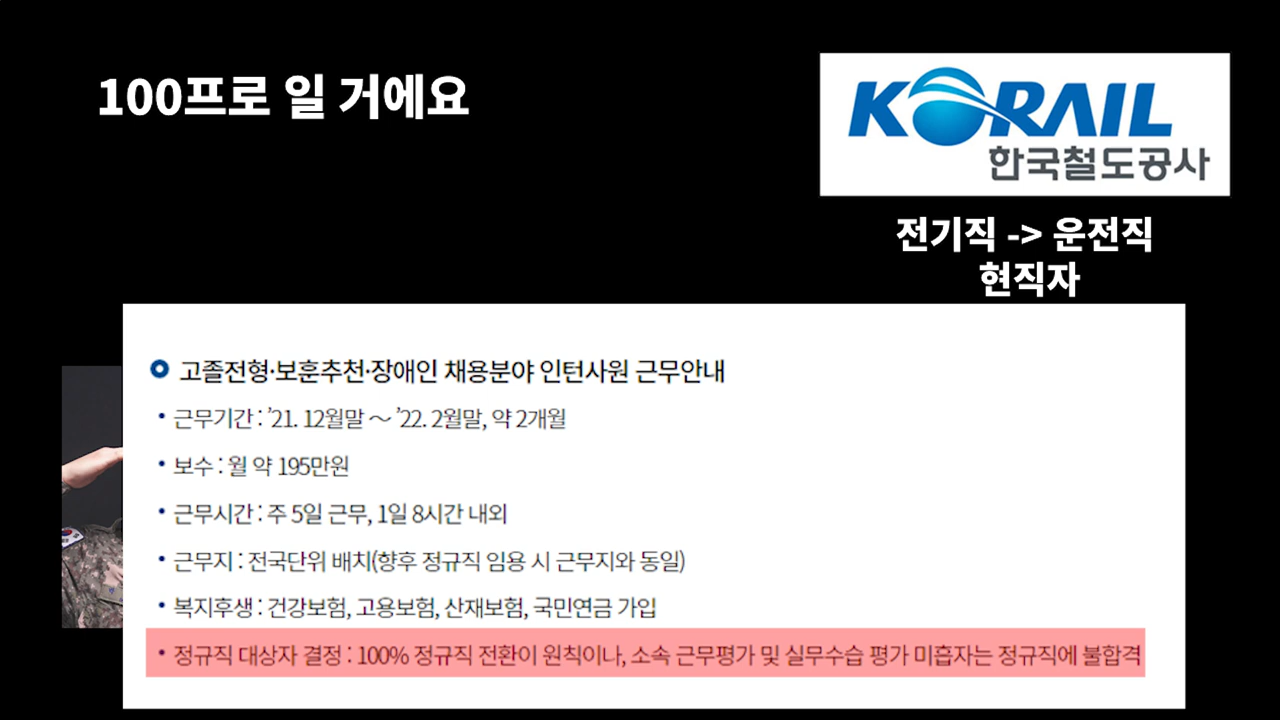 100프로 일 거에요
KORAIL
한국철도공사
전기직 -> 운전직
현직자
고졸전형·보훈추천·장애인 채용분야 인턴사원 근무안내
• 근무기간 : ’21. 12월말 ~ ’22. 2월말, 약 2개월
• 보수 : 월 약 195만원
• 근무시간 : 주 5일 근무, 1일 8시간 내외
• 근무지 : 전국단위 배치(향후 정규직 임용 시 근무지와 동일)
• 복지후생 : 건강보험, 고용보험, 산재보험, 국민연금 가입
• 정규직 대상자 결정 : 100% 정규직 전환이 원칙이나, 소속 근무평가 및 실무수습 평가 미흡자는 정규직에 불합격